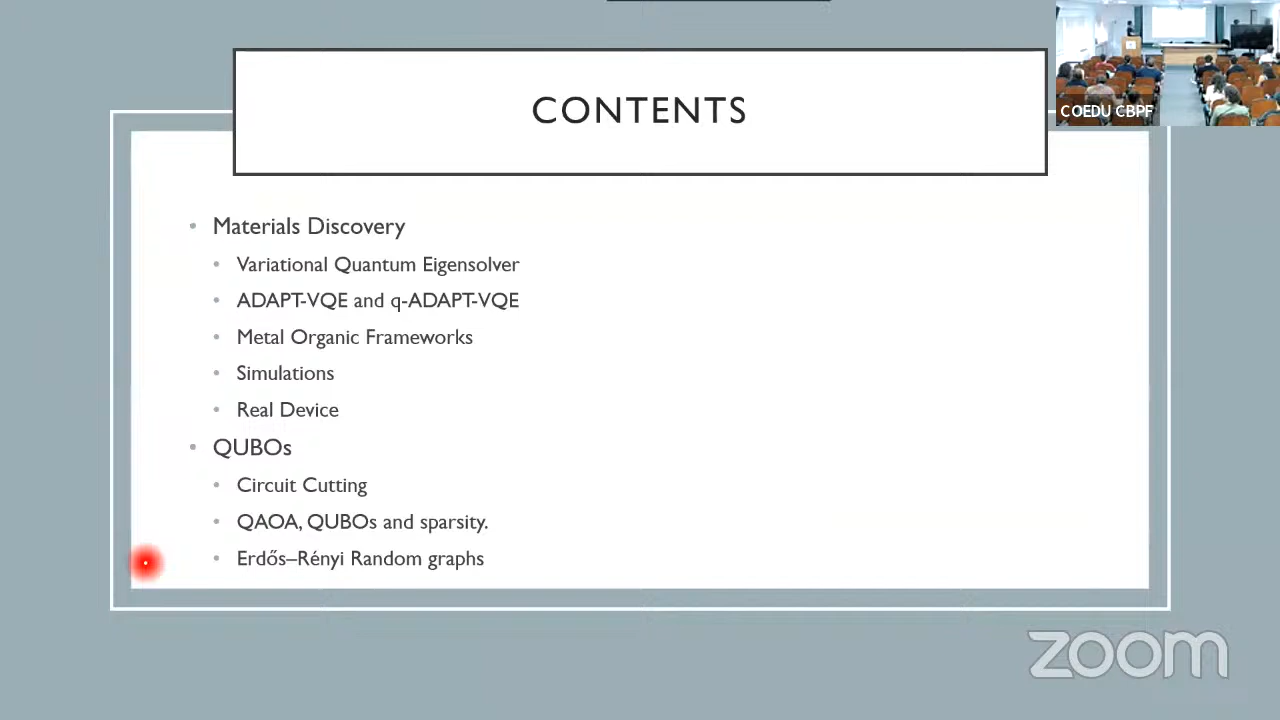 CONTENTS
COEDU CBPF
• Materials Discovery
• Variational Quantum Eigensolver
• ADAPT-VQE and q-ADAPT-VQE
• Metal Organic Frameworks
• Simulations
• Real Device
• QUBOs
• Circuit Cutting
• QAOA, QUBOs and sparsity.
• Erdős–Rényi Random graphs
zoom